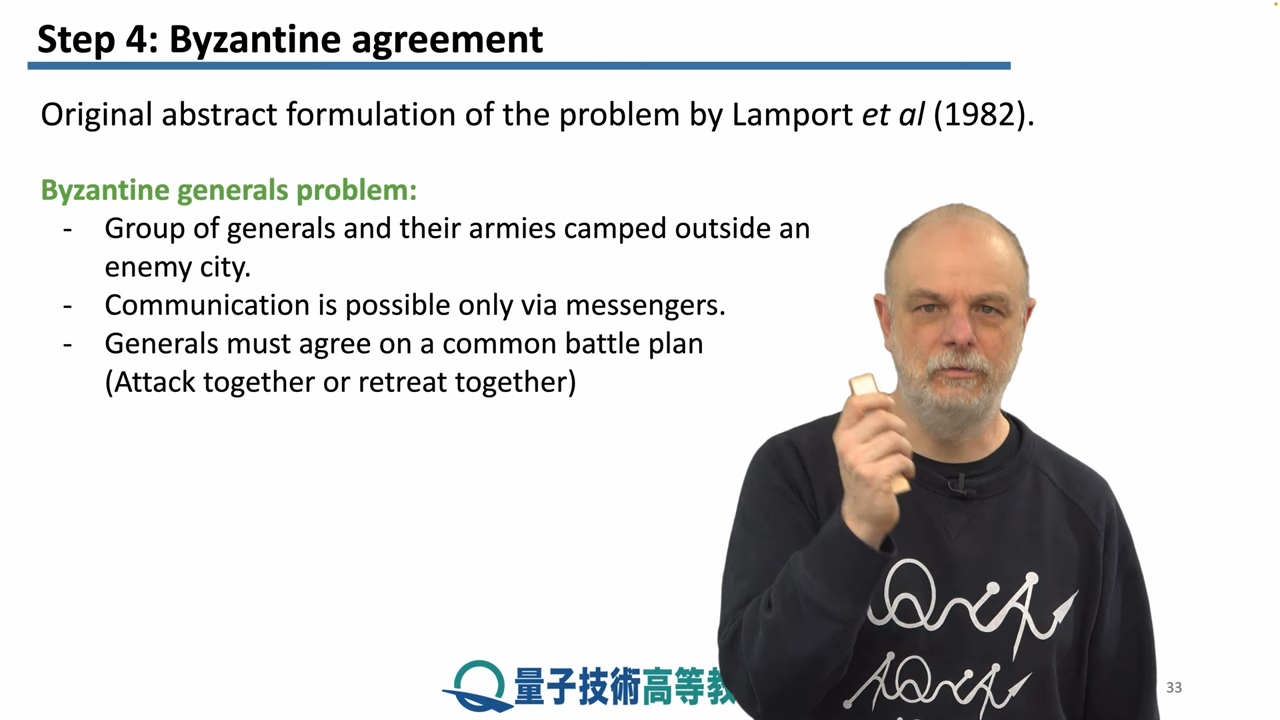 Step 4: Byzantine agreement
Original abstract formulation of the problem by Lamport et al (1982).
Byzantine generals problem:
- Group of generals and their armies camped outside an
enemy city.
- Communication is possible only via messengers.
- Generals must agree on a common battle plan
(Attack together or retreat together)
量子技術高等教
33